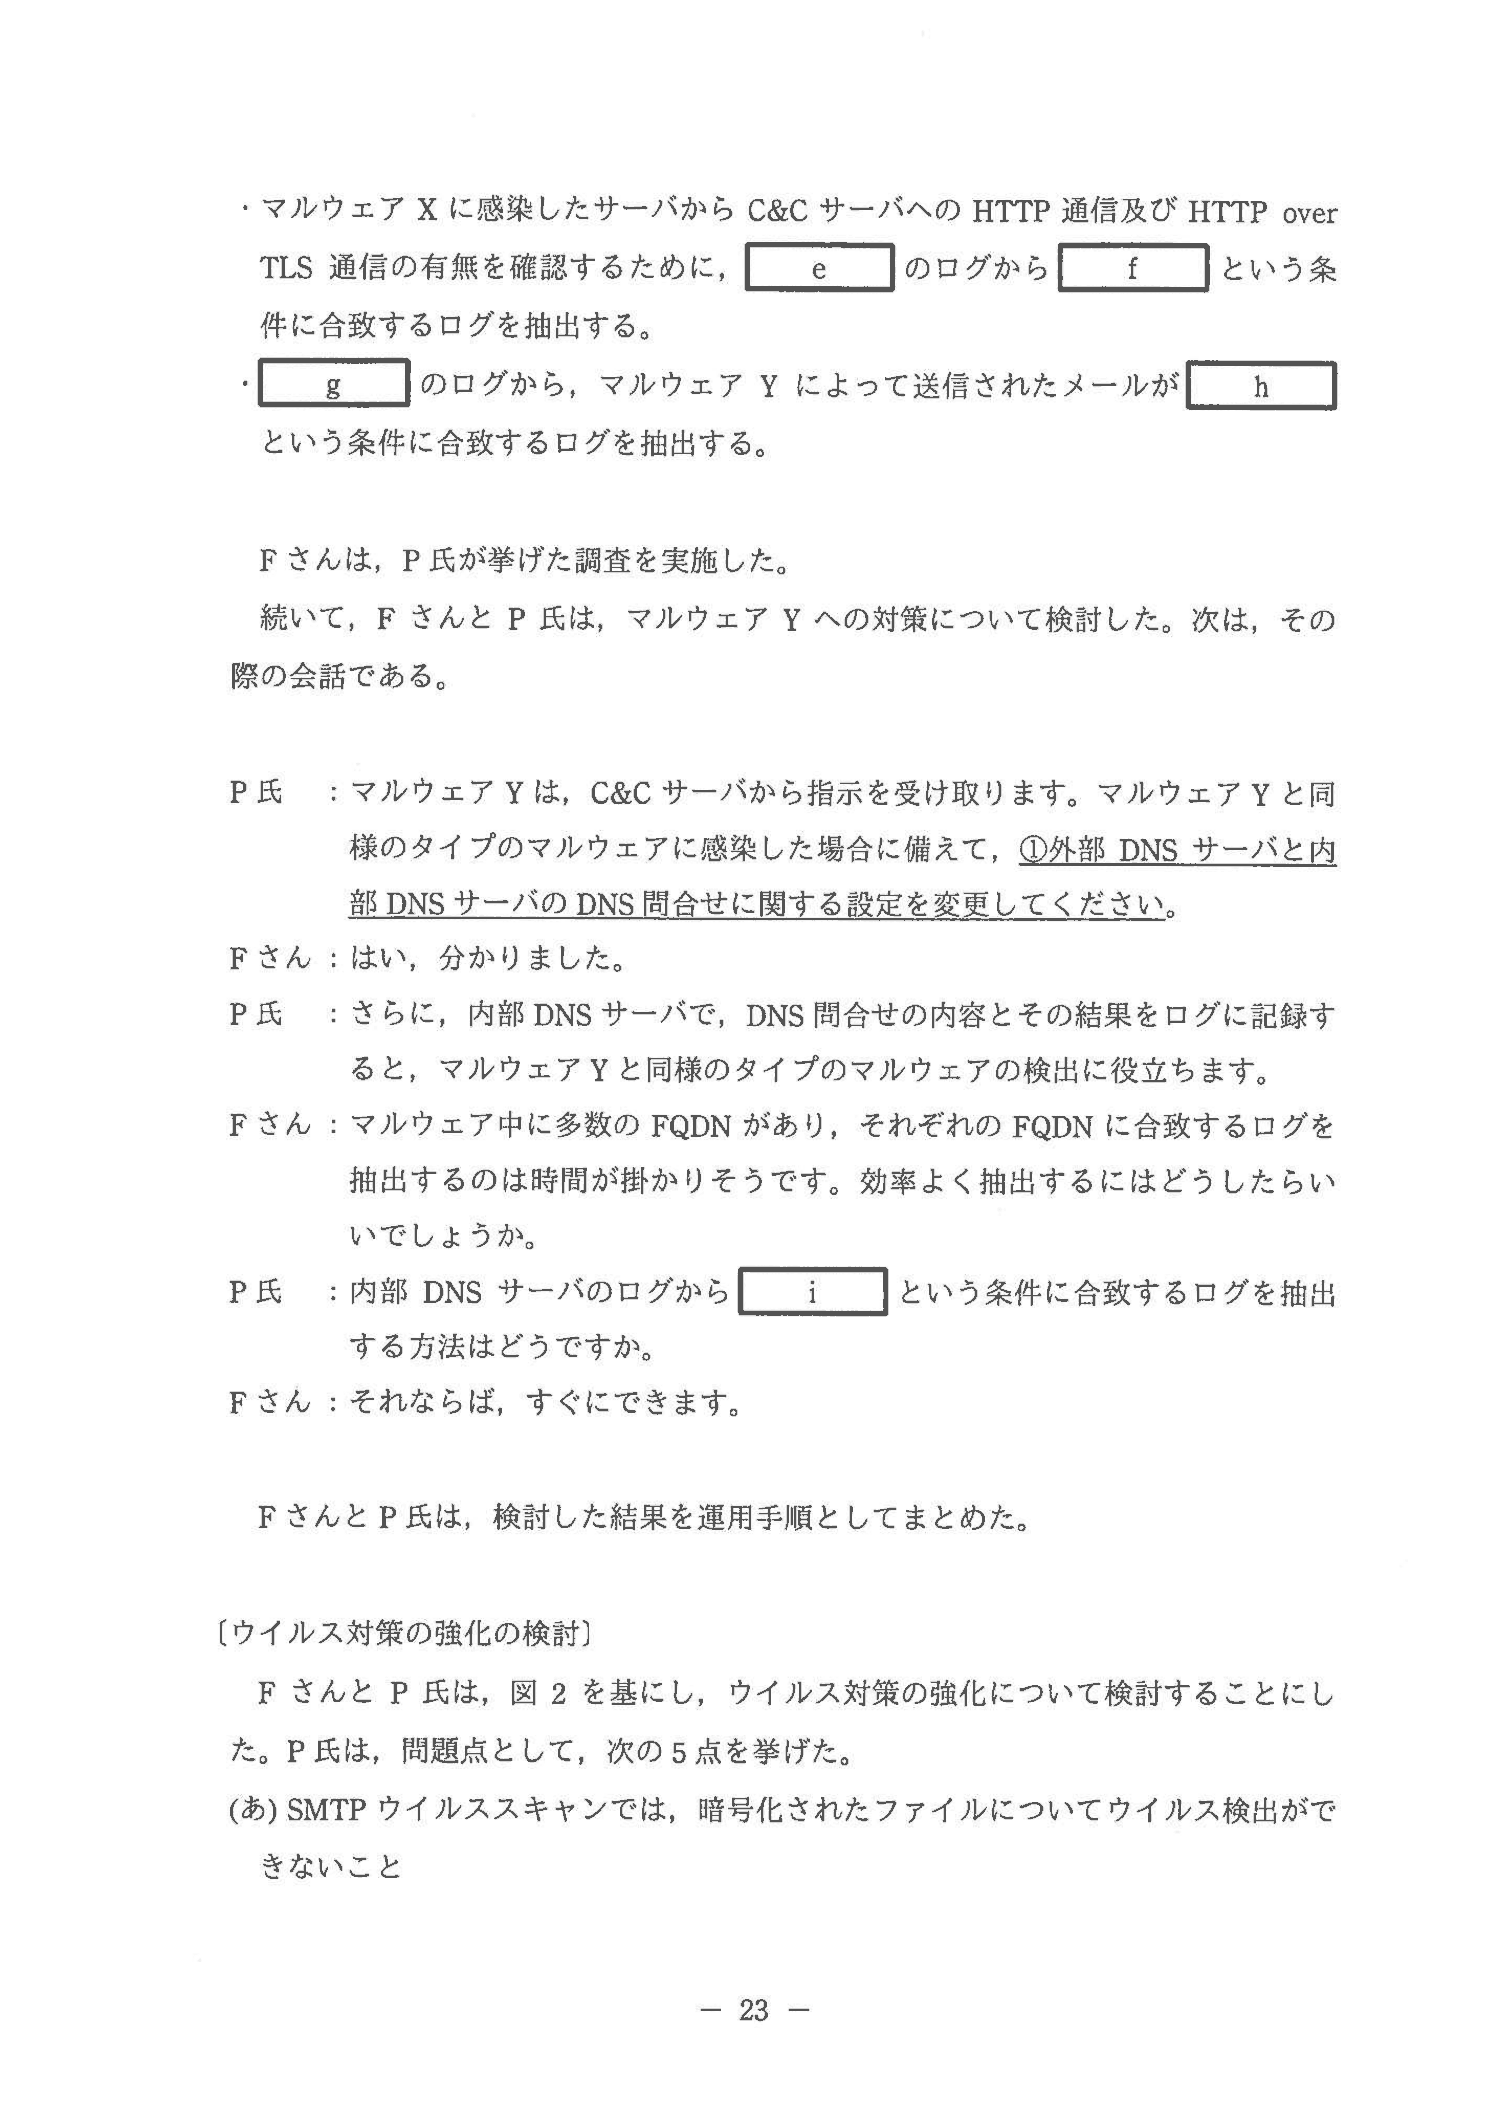 ・マルウェア X に感染したサーバから C&C サーバへの HTTP 通信及び HTTP over
TLS 通信の有無を確認するために，e のログから f という条
件に合致するログを抽出する。
・g のログから，マルウェア Y によって送信されたメールが h
という条件に合致するログを抽出する。
F さんは，P 氏が挙げた調査を実施した。
続いて，F さんと P 氏は，マルウェア Y への対策について検討した。次は，その
際の会話である。
P 氏　：マルウェア Y は，C&C サーバから指示を受け取ります。マルウェア Y と同
様のタイプのマルウェアに感染した場合に備えて，①外部 DNS サーバと内
部 DNS サーバの DNS 問合せに関する設定を変更してください。
F さん：はい，分かりました。
P 氏　：さらに，内部 DNS サーバで，DNS 問合せの内容とその結果をログに記録す
ると，マルウェア Y と同様のタイプのマルウェアの検出に役立ちます。
F さん：マルウェア中に多数の FQDN があり，それぞれの FQDN に合致するログを
抽出するのは時間が掛かりそうです。効率よく抽出するにはどうしたらい
いでしょうか。
P 氏　：内部 DNS サーバのログから i という条件に合致するログを抽出
する方法はどうですか。
F さん：それならば，すぐにできます。
F さんと P 氏は，検討した結果を運用手順としてまとめた。
〔ウイルス対策の強化の検討〕
F さんと P 氏は，図 2 を基にし，ウイルス対策の強化について検討することにし
た。P 氏は，問題点として，次の 5 点を挙げた。
(あ) SMTP ウイルススキャンでは，暗号化されたファイルについてウイルス検出がで
きないこと
－ 23 －